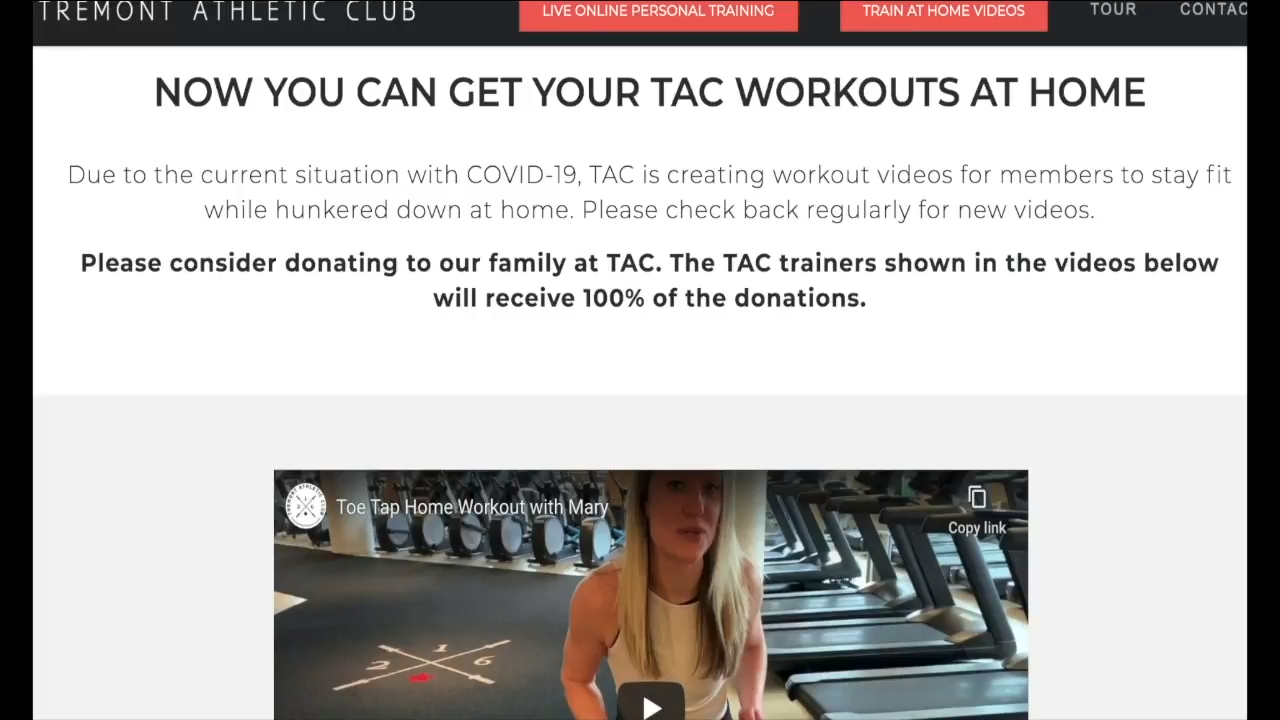 TREMONT ATHLETIC CLUB
LIVE ONLINE PERSONAL TRAINING
TRAIN AT HOME VIDEOS
TOUR
CONTAC
NOW YOU CAN GET YOUR TAC WORKOUTS AT HOME
Due to the current situation with COVID-19, TAC is creating workout videos for members to stay fit
while hunkered down at home. Please check back regularly for new videos.
Please consider donating to our family at TAC. The TAC trainers shown in the videos below
will receive 100% of the donations.
Toe Tap Home Workout with Mary
Copy link
2 1 6